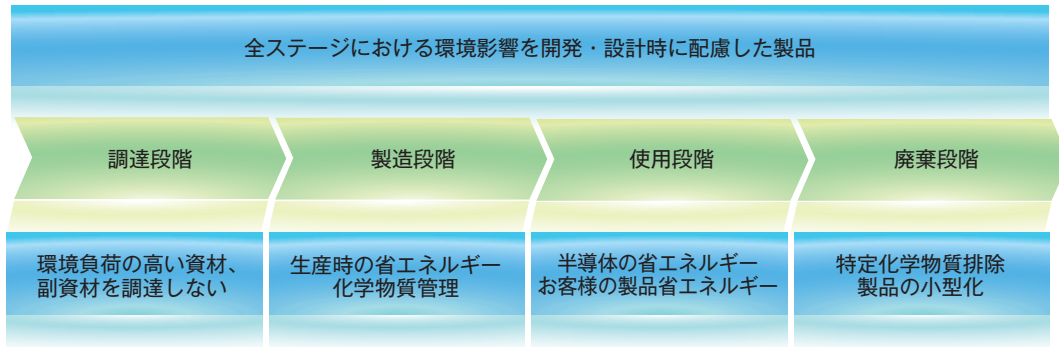 全ステージにおける環境影響を開発・設計時に配慮した製品
調達段階
製造段階
使用段階
廃棄段階
環境負荷の高い資材、
副資材を調達しない
生産時の省エネルギー
化学物質管理
半導体の省エネルギー
お客様の製品省エネルギー
特定化学物質排除
製品の小型化